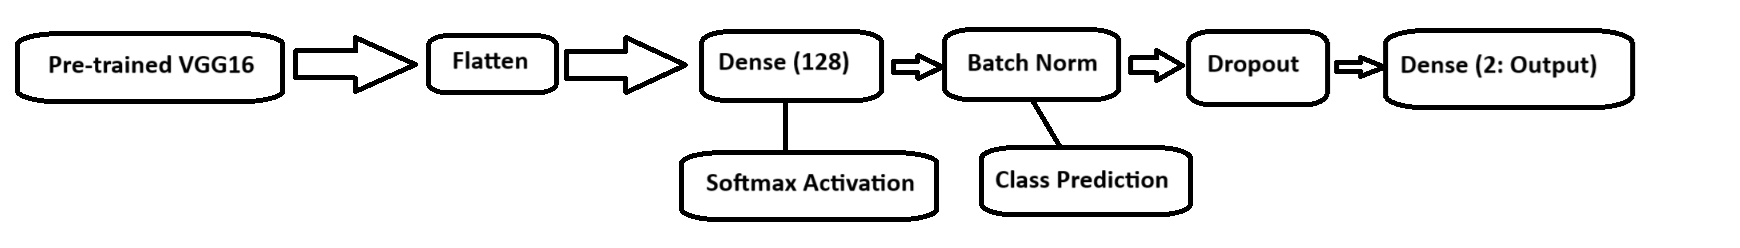 Pre-trained VGG16
Flatten
Dense (128)
Batch Norm
Dropout
Dense (2: Output)
Softmax Activation
Class Prediction